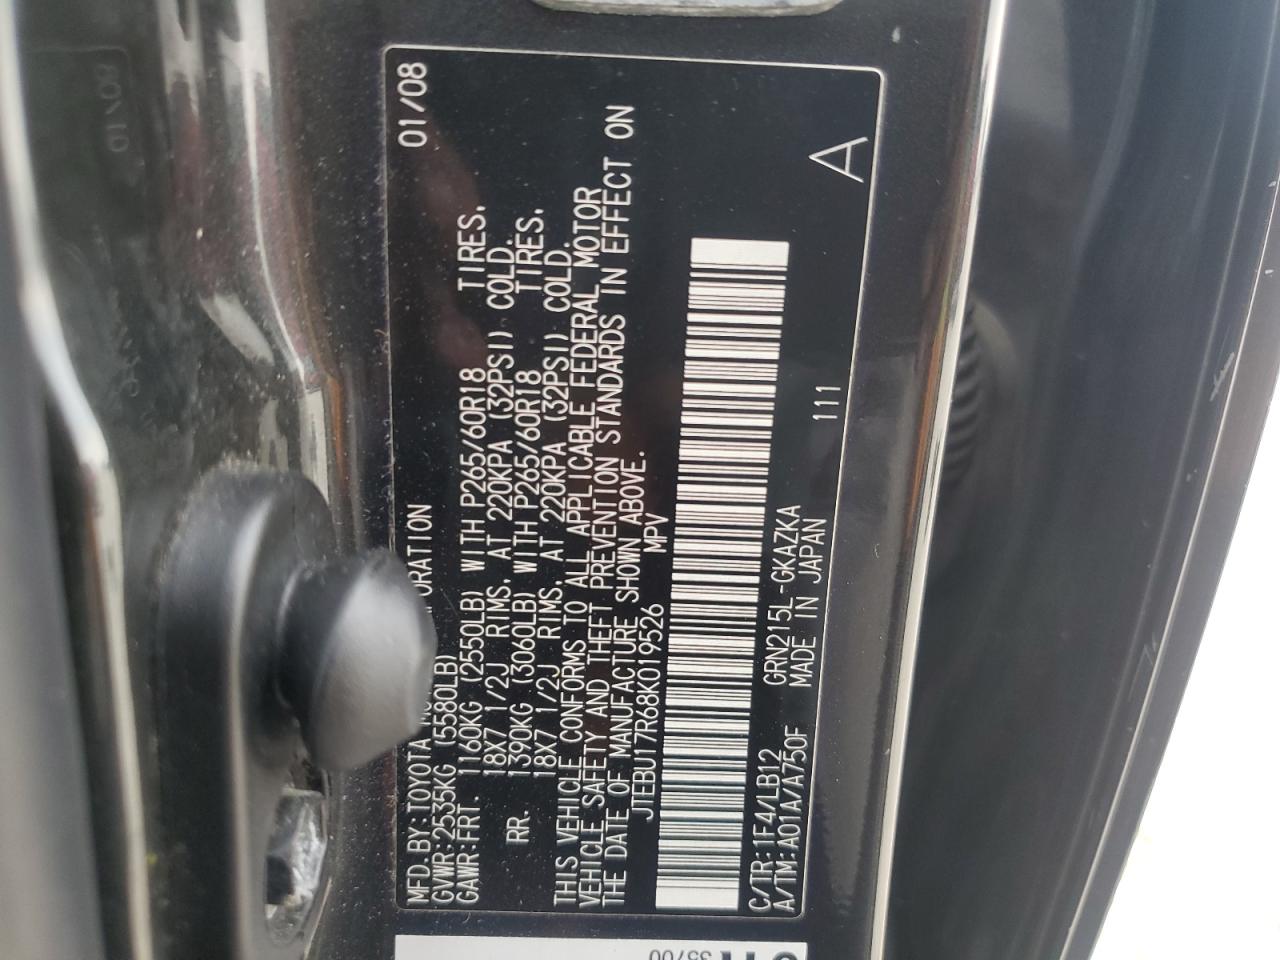 01/08
MFD.BY:TOYOTA
GVWR:2535KG (5580LB)
GAWR:FRT. 1160KG (2550LB) WITH P265/60R18 TIRES.
18X7 1/2J RIMS, AT 220KPA (32PSI) COLD.
RR. 1390KG (3060LB) WITH P265/60R18 TIRES.
18X7 1/2J RIMS, AT 220KPA (32PSI) COLD.
THIS VEHICLE CONFORMS TO ALL APPLICABLE FEDERAL MOTOR
VEHICLE SAFETY AND THEFT PREVENTION STANDARDS IN EFFECT ON
THE DATE OF MANUFACTURE SHOWN ABOVE.
JTEBU17R68K019526 MPV
C/TR:1F4/LB12 GRN215L-GKAZKA
A/TM:A01A/A750F MADE IN JAPAN
111
A
35700